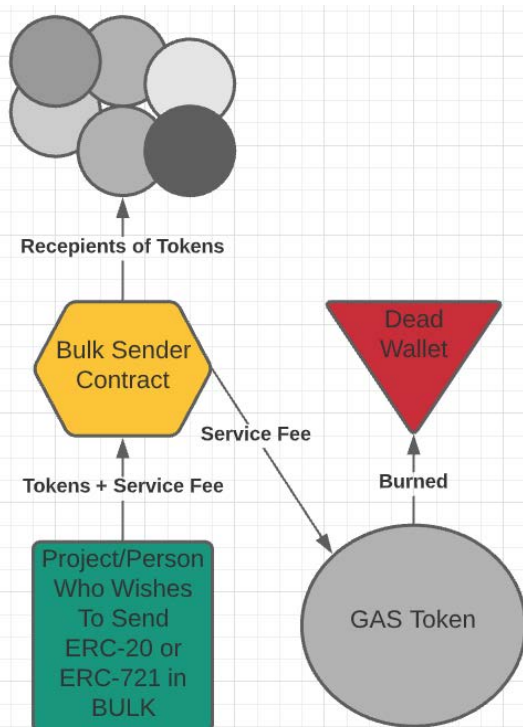 Recepients of Tokens
Bulk Sender
Contract
Dead
Wallet
Service Fee
Tokens + Service Fee
Burned
Project/Person
Who Wishes
To Send
ERC-20 or
ERC-721 in
BULK
GAS Token